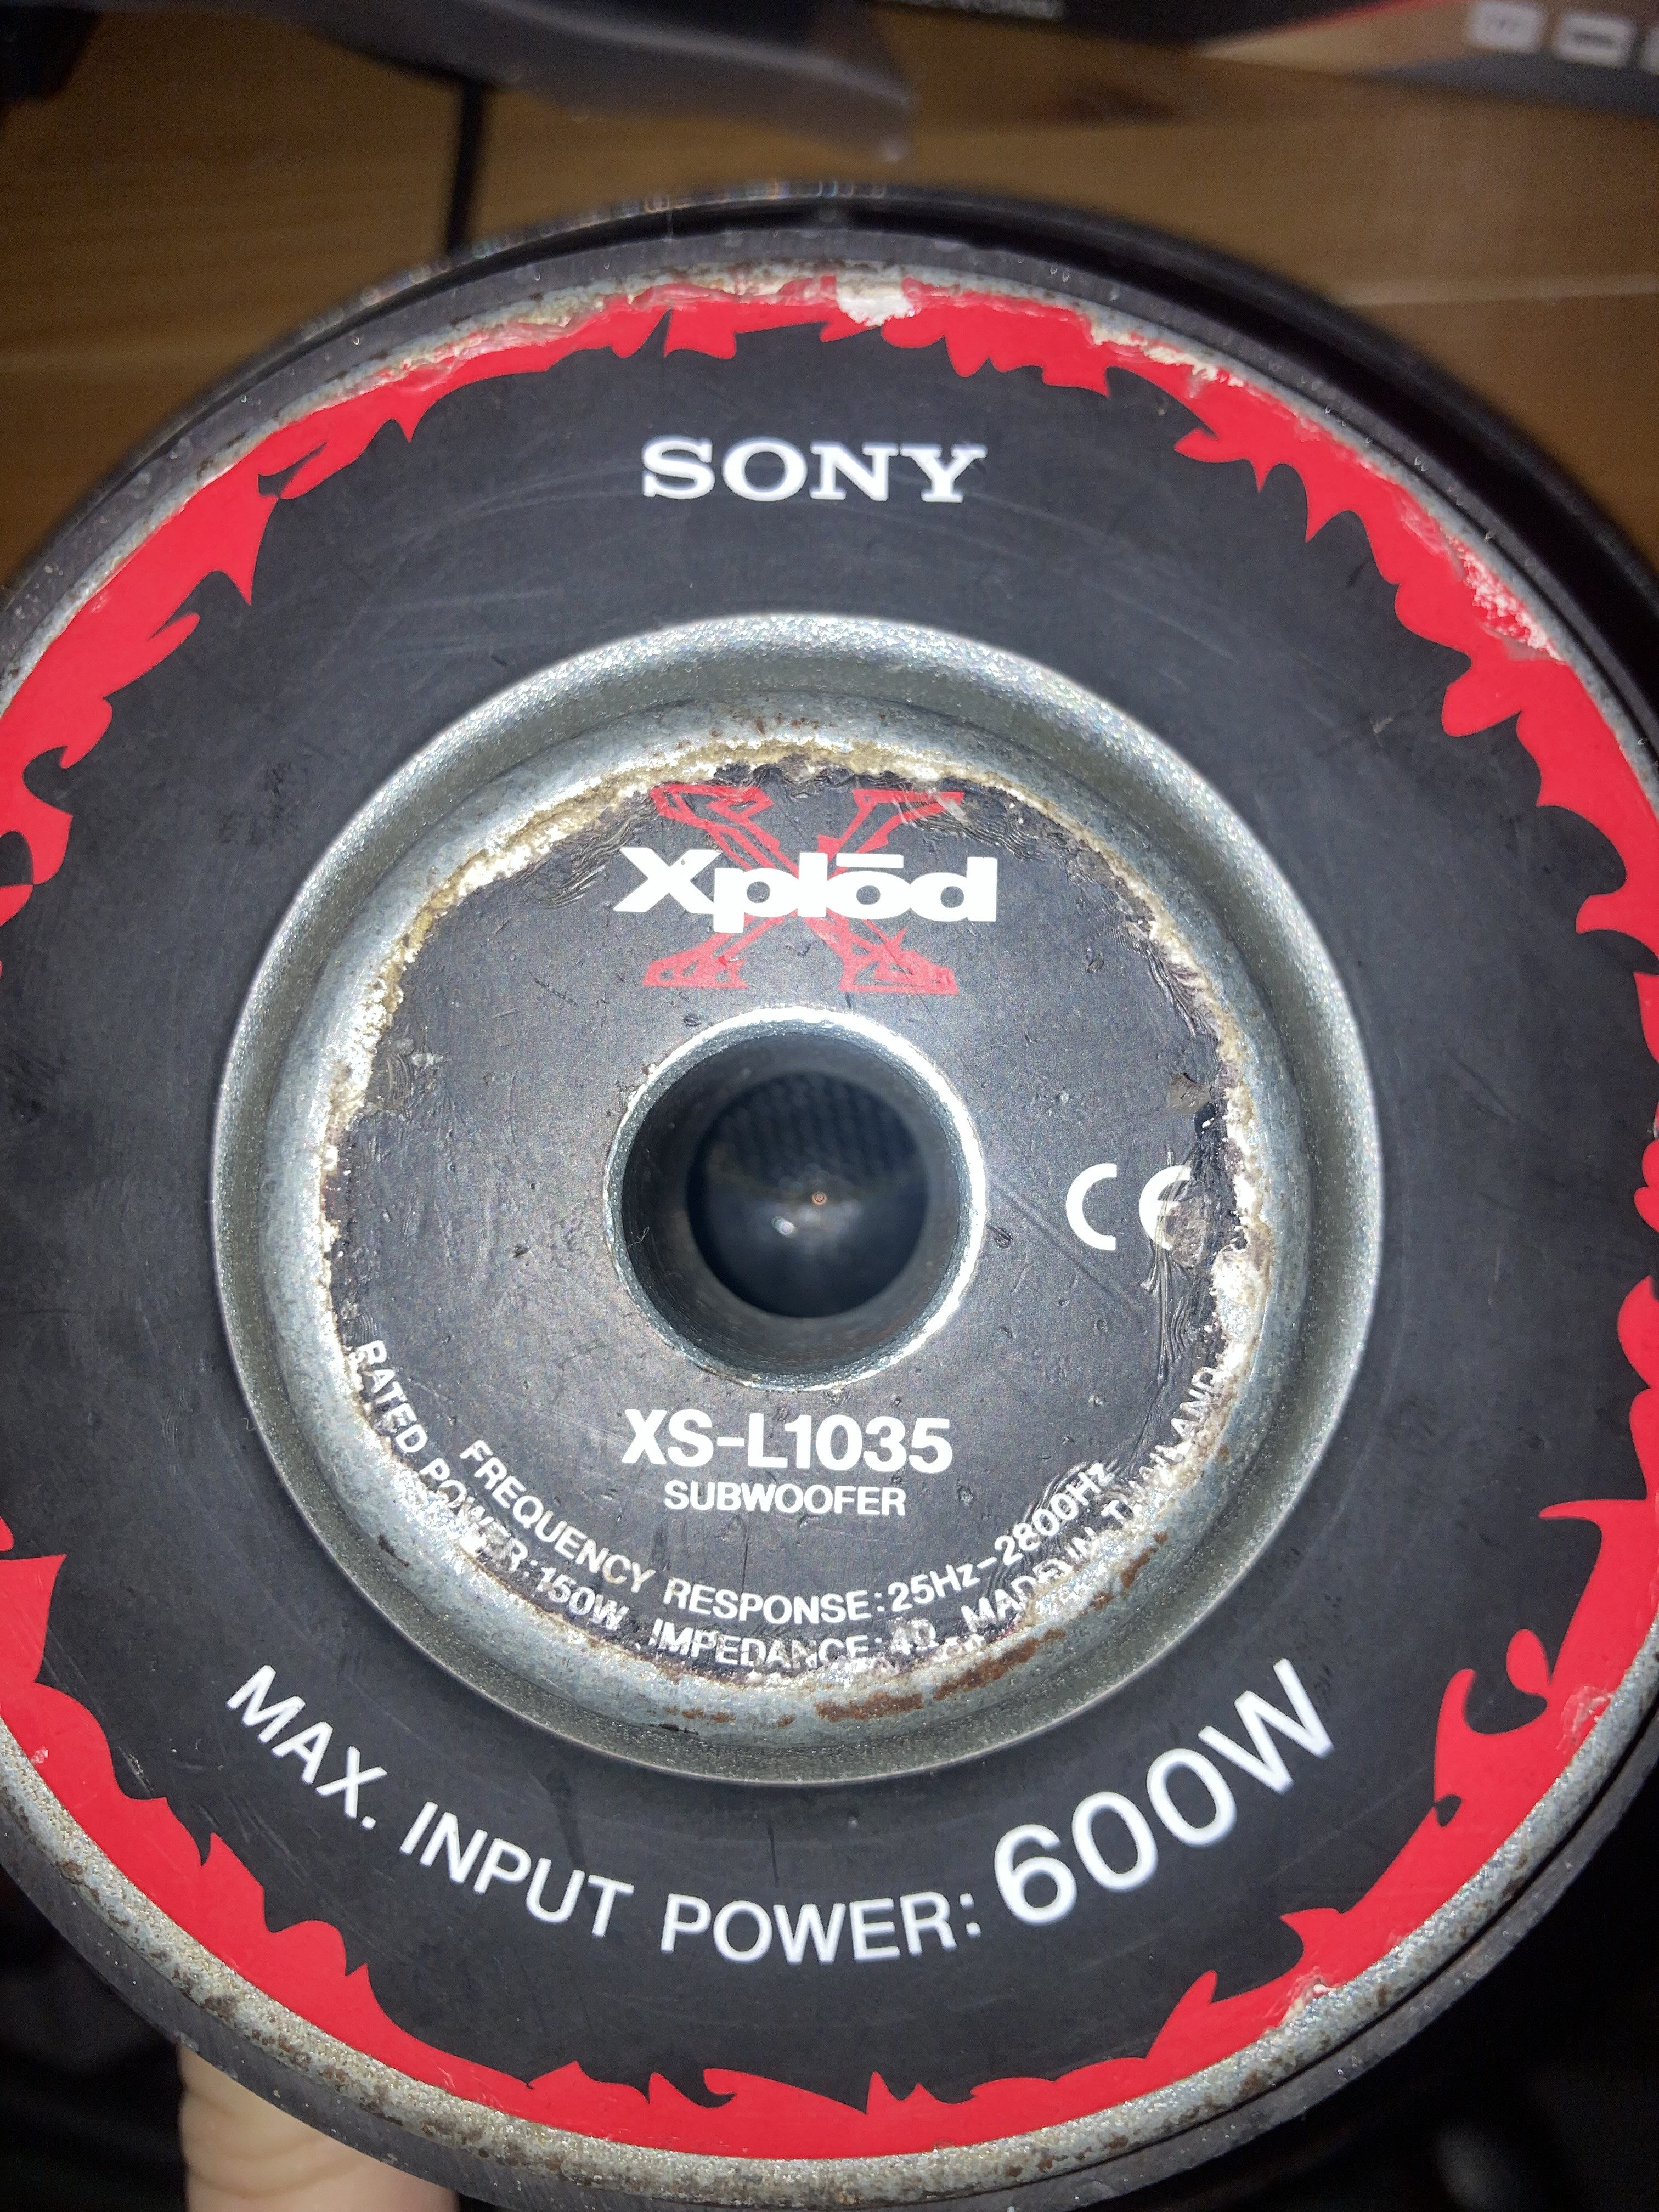 SONY
Xplōd
CE
XS-L1035
SUBWOOFER
FREQUENCY RESPONSE:25Hz-2800Hz
RATED POWER:150W IMPEDANCE:4Ω MADE IN THAILAND
MAX. INPUT POWER: 600W